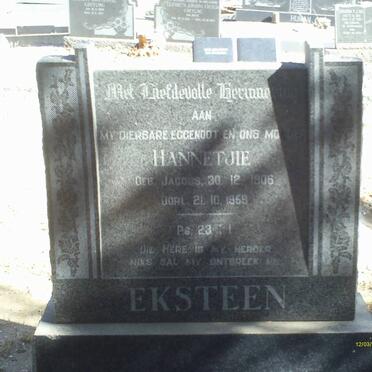 Met Liefdevolle Herinnering
AAN
MY DIERBARE EGGENOOT EN ONS
HANNETJIE
GEB. JACOBS, 30. 12. 1906
OORL. 21. 10. 1959
PS. 23 : 1
DIE HERE IS MY HERDER
NIKS SAL MY ONTBREEK NIE
EKSTEEN